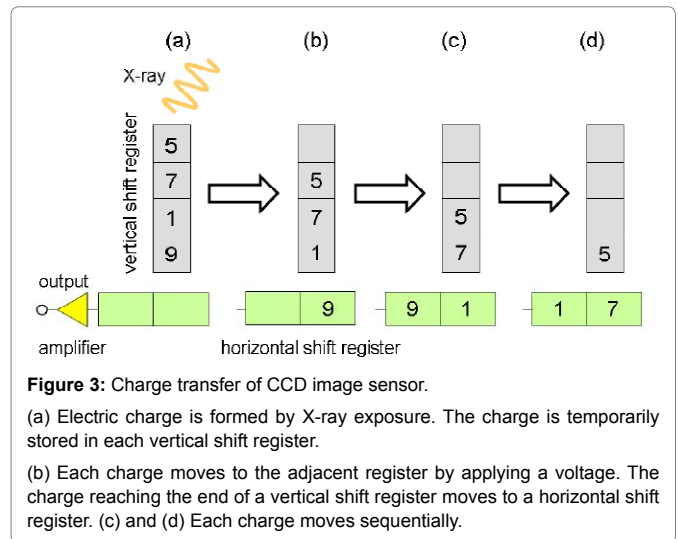 (a) (b) (c) (d)
X-ray
vertical shift register
5
7 5
1 7 5
9 1 7 5
output
9 9 1 1 7
amplifier horizontal shift register
Figure 3: Charge transfer of CCD image sensor.
(a) Electric charge is formed by X-ray exposure. The charge is temporarily
stored in each vertical shift register.
(b) Each charge moves to the adjacent register by applying a voltage. The
charge reaching the end of a vertical shift register moves to a horizontal shift
register. (c) and (d) Each charge moves sequentially.